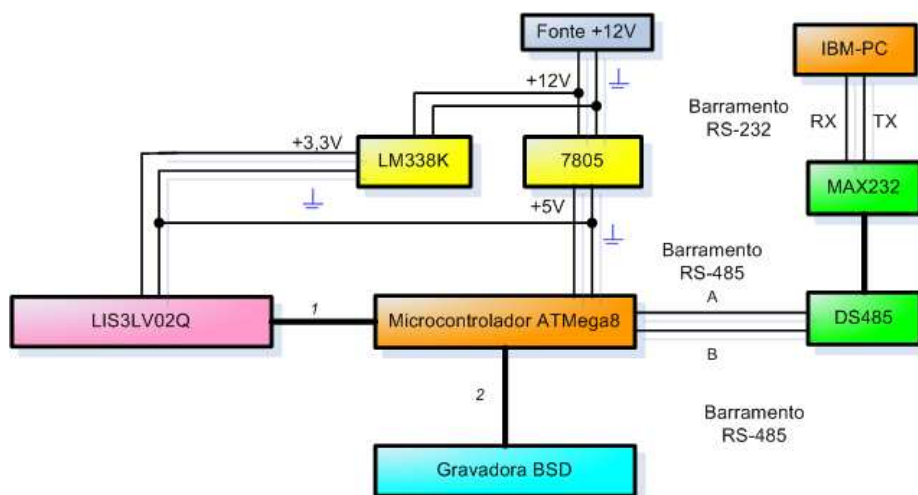 Fonte +12V
IBM-PC
+12V
Barramento
RS-232
RX
TX
+3,3V
LM338K
7805
MAX232
+5V
Barramento
RS-485
A
LIS3LV02Q
1
Microcontrolador ATMega8
DS485
B
2
Barramento
RS-485
Gravadora BSD